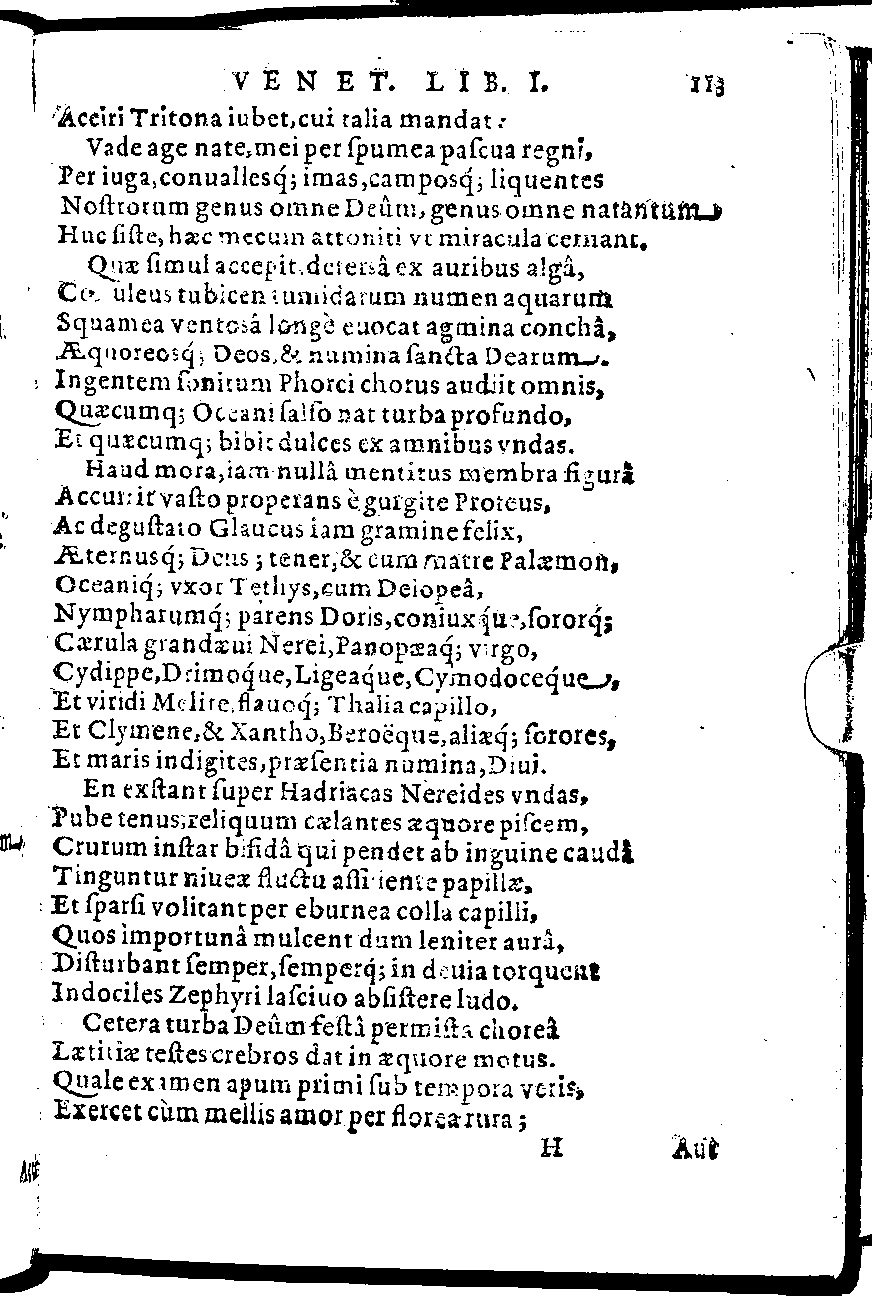 VENET. LIB. I. 113
Acciri Tritona iubet, cui talia mandat:
Vade age nate, mei per ſpumea paſcua regni,
Per iuga, conualleſq́; imas, campoſq́; liquentes
Noſtrorum genus omne Deûm, genus omne natantum,
Huc ſiſte, hæc mecum attoniti vt miracula cernant.
Quæ ſimul accepit, detersâ ex auribus algâ,
Cœruleus tubicen tumidarum numen aquarum
Squamea ventosâ longè euocat agmina conchâ,
Æquoreosq́; Deos, & numina ſancta Dearum.
Ingentem ſonitum Phorci chorus audiit omnis,
Quæcumq; Oceani ſalſo nat turba profundo,
Et quæcumq; bibit dulces ex amnibus vndas.
Haud mora, iam nullâ mentitus membra figurâ
Accurrit vaſto properans è gurgite Proteus,
Ac deguſtato Glaucus iam gramine felix,
Æternusq́; Deus; tener, & cum matre Palæmon,
Oceaniq́; vxor Tethys, cum Deiopeâ,
Nympharumq́; parens Doris, coniux q́ue, ſororq́;
Cærula grandæui Nerei, Panopæaq́; virgo,
Cydippe, Drimoq́ue, Ligeaq́ue, Cymodoceq́ue,
Et viridi Melite, flauoq́; Thalia capillo,
Et Clymene, & Xantho, Beroëq́ue, aliæq́; ſorores,
Et maris indigites, præſentia numina, Diui.
En exſtant ſuper Hadriacas Nereides vndas,
Pube tenus, reliquum cælantes æquore piſcem,
Crurum inſtar bifidâ qui pendet ab inguine caudâ
Tinguntur niueæ fluctu aſſiliente papillæ,
Et ſparſi volitant per eburnea colla capilli,
Quos importunâ mulcent dum leniter aurâ,
Diſturbant ſemper, ſemperq́; in deuia torquent
Indociles Zephyri laſciuo abſiſtere ludo.
Cetera turba Deûm feſtâ permiſta choreâ
Lætitiæ teſtes crebros dat in æquore motus.
Quale examen apum primi ſub tempora veris,
Exercet cùm mellis amor per florea rura;
H Aut